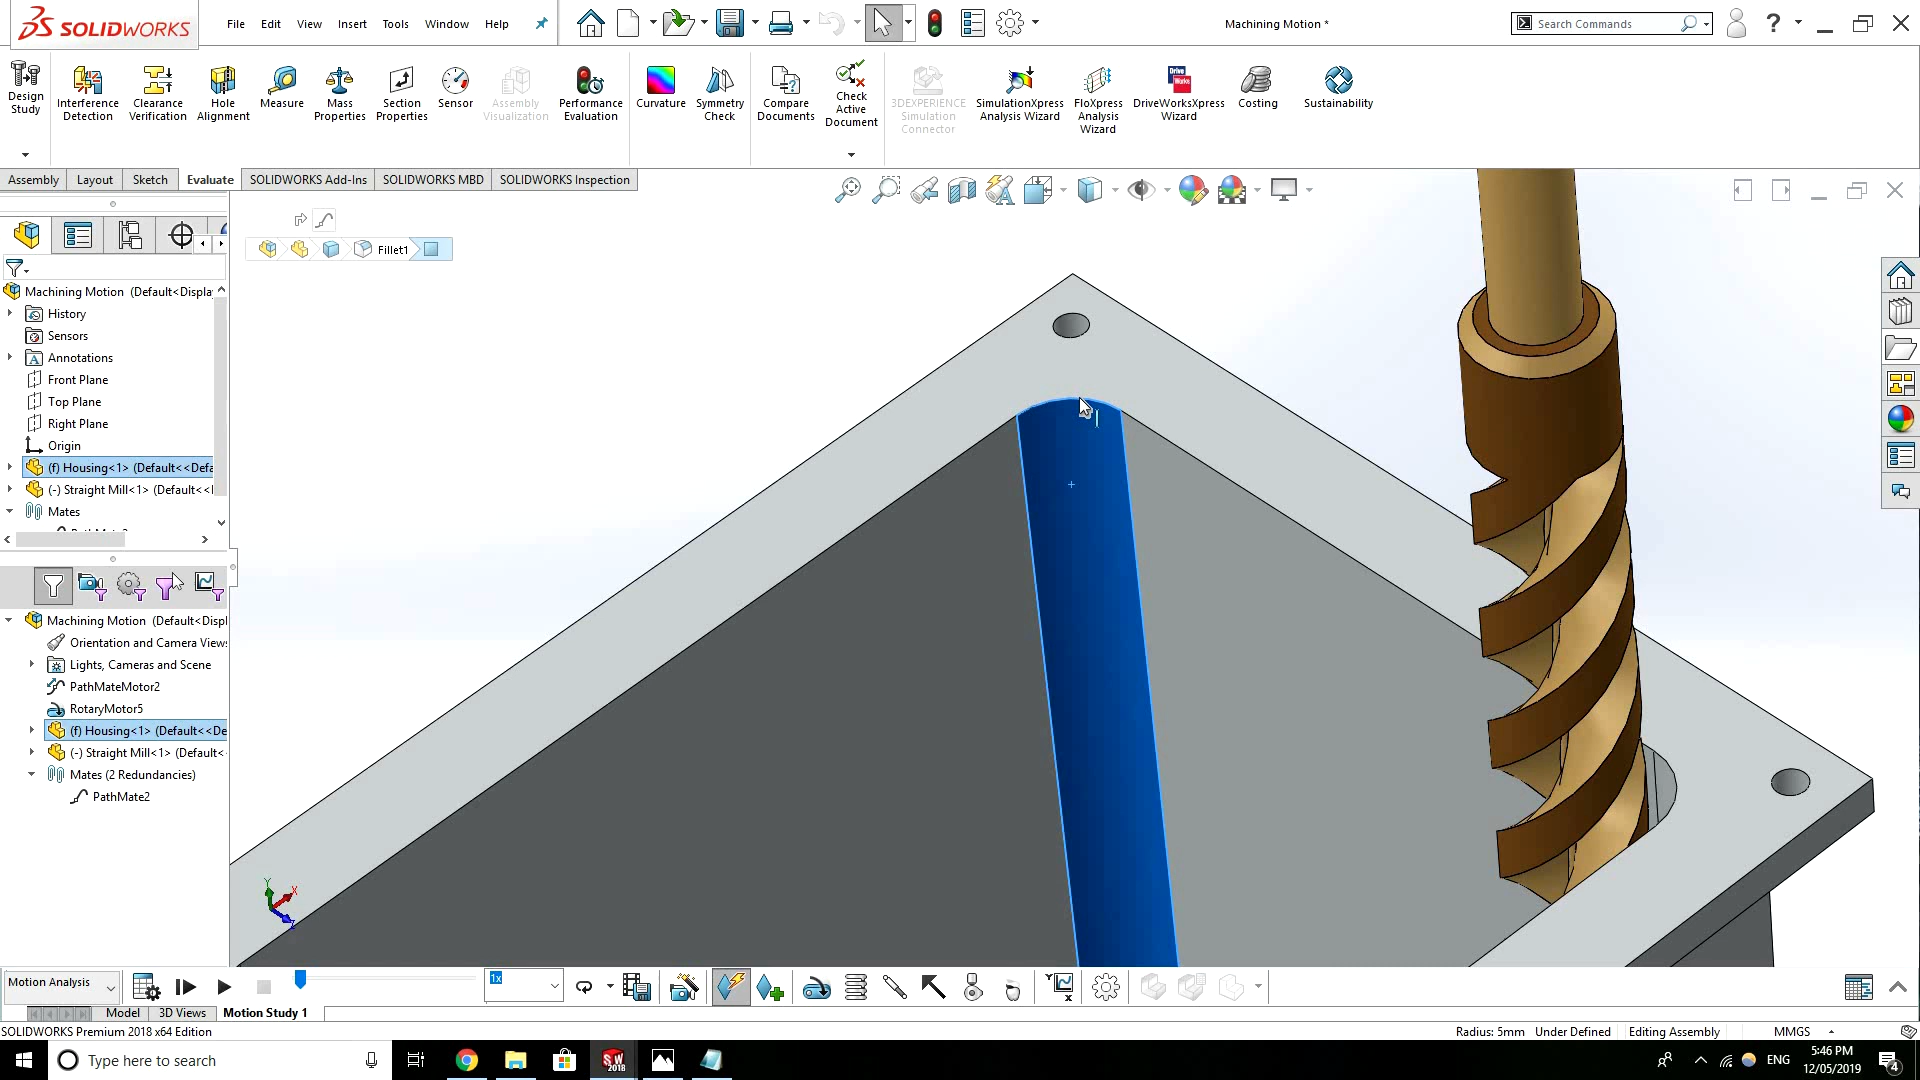 SOLIDWORKS
File Edit View Insert Tools Window Help
Machining Motion *
Search Commands
Design Study
Interference Detection
Clearance Verification
Hole Alignment
Measure
Mass Properties
Section Properties
Sensor
Assembly Visualization
Performance Evaluation
Curvature
Symmetry Check
Compare Documents
Check Active Document
3DEXPERIENCE Simulation Connector
SimulationXpress Analysis Wizard
FloXpress Analysis Wizard
DriveWorksXpress Wizard
Costing
Sustainability
Assembly Layout Sketch Evaluate SOLIDWORKS Add-Ins SOLIDWORKS MBD SOLIDWORKS Inspection
Fillet1
Machining Motion (Default<Displa
History
Sensors
Annotations
Front Plane
Top Plane
Right Plane
Origin
(f) Housing<1> (Default<<Defa
(-) Straight Mill<1> (Default<<
Mates
Machining Motion (Default<Displ
Orientation and Camera Views
Lights, Cameras and Scene
PathMateMotor2
RotaryMotor5
(f) Housing<1> (Default<<De
(-) Straight Mill<1> (Default<
Mates (2 Redundancies)
PathMate2
Y
X
Z
Motion Analysis
1x
Model 3D Views Motion Study 1
SOLIDWORKS Premium 2018 x64 Edition
Radius: 5mm Under Defined Editing Assembly MMGS
Type here to search
SW 2018
ENG
5:46 PM
12/05/2019
4